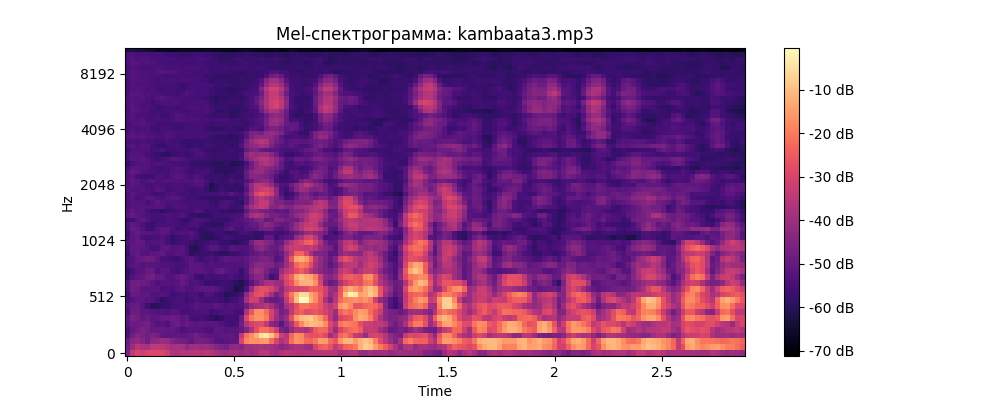 Mel-спектрограмма: kambaata3.mp3
8192
4096
2048
1024
512
0
Hz
0
0.5
1
1.5
2
2.5
Time
-10 dB
-20 dB
-30 dB
-40 dB
-50 dB
-60 dB
-70 dB